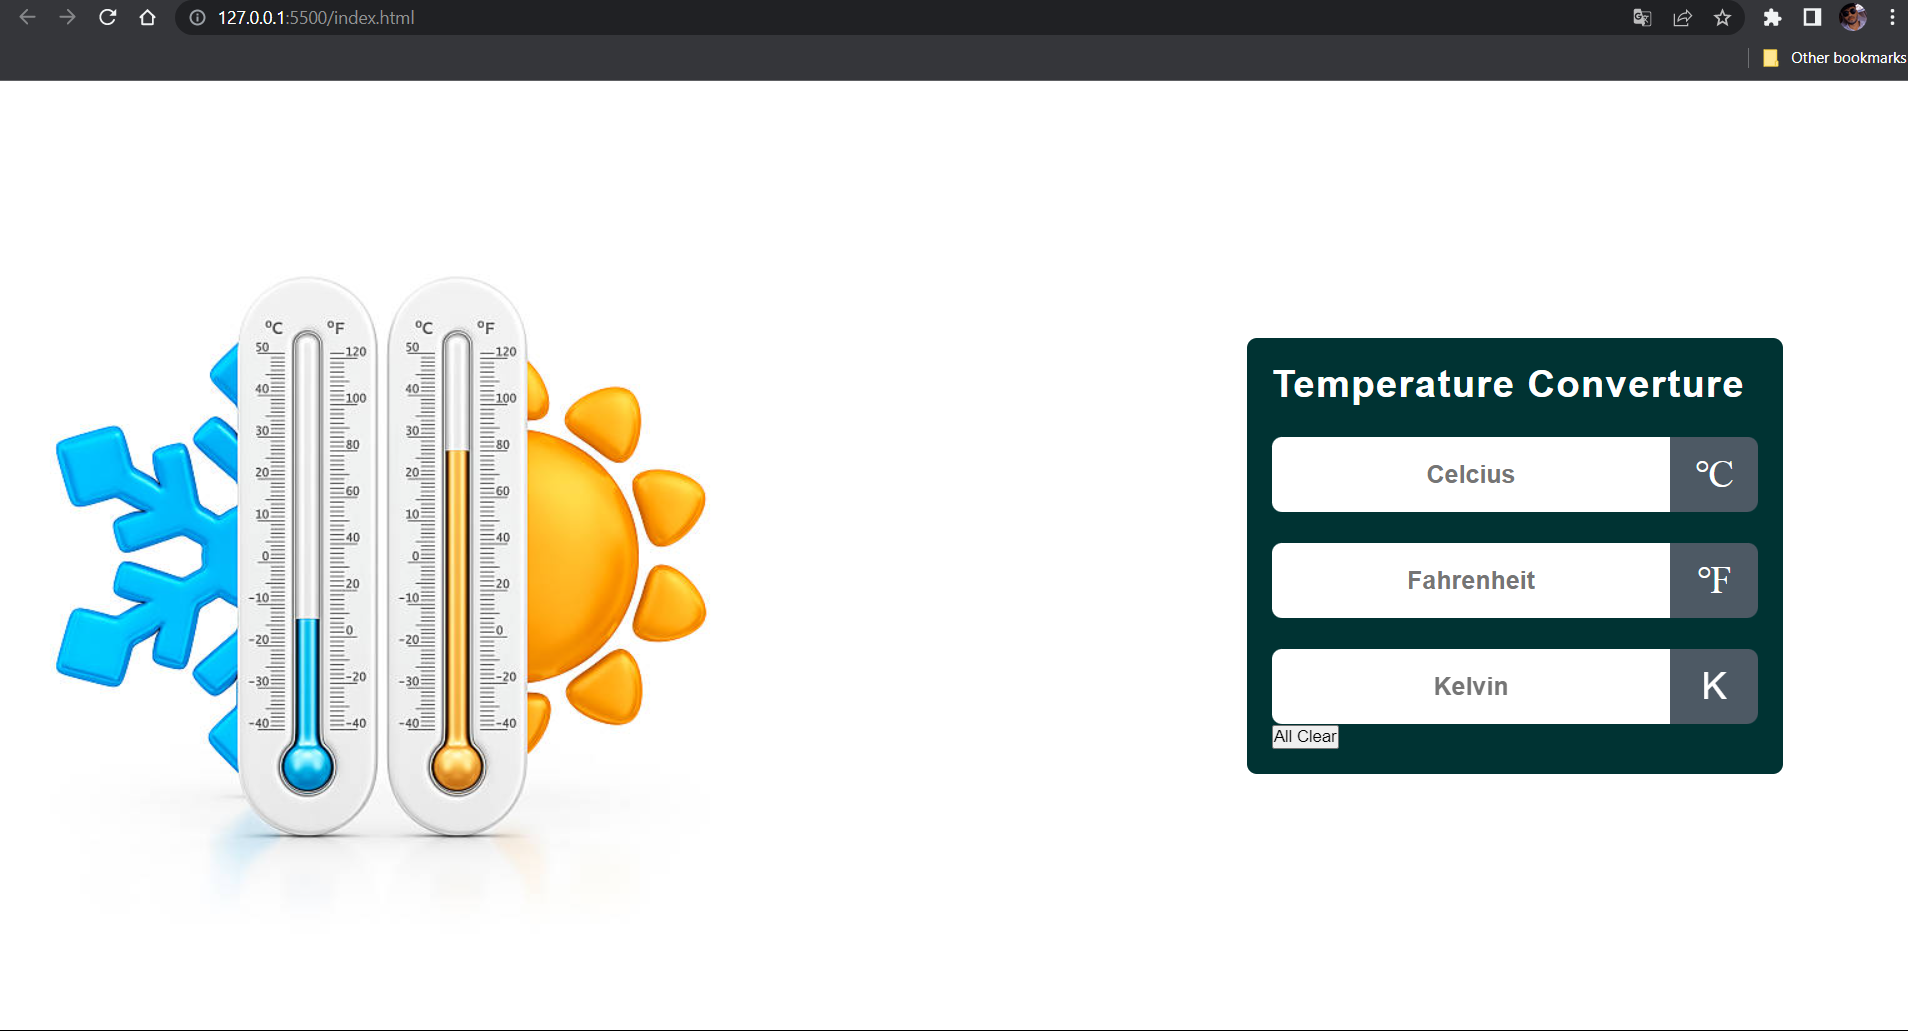 127.0.0.1:5500/index.html
Other bookmarks
°C °F °C °F
50 120 50 120
40 100 40 100
30 80 30 80
20 60 20 60
10 40 10 40
0 20 0 20
-10 0 -10 0
-20 -20 -20 -20
-30 -40 -30 -40
-40 -40
Temperature Converture
Celcius °C
Fahrenheit °F
Kelvin K
All Clear